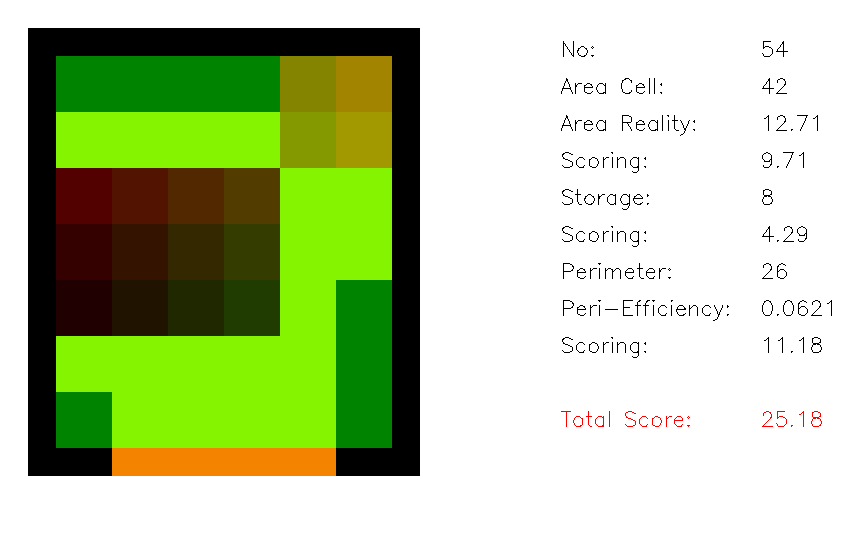 No: 54
Area Cell: 42
Area Reality: 12.71
Scoring: 9.71
Storage: 8
Scoring: 4.29
Perimeter: 26
Peri-Efficiency: 0.0621
Scoring: 11.18
Total Score: 25.18